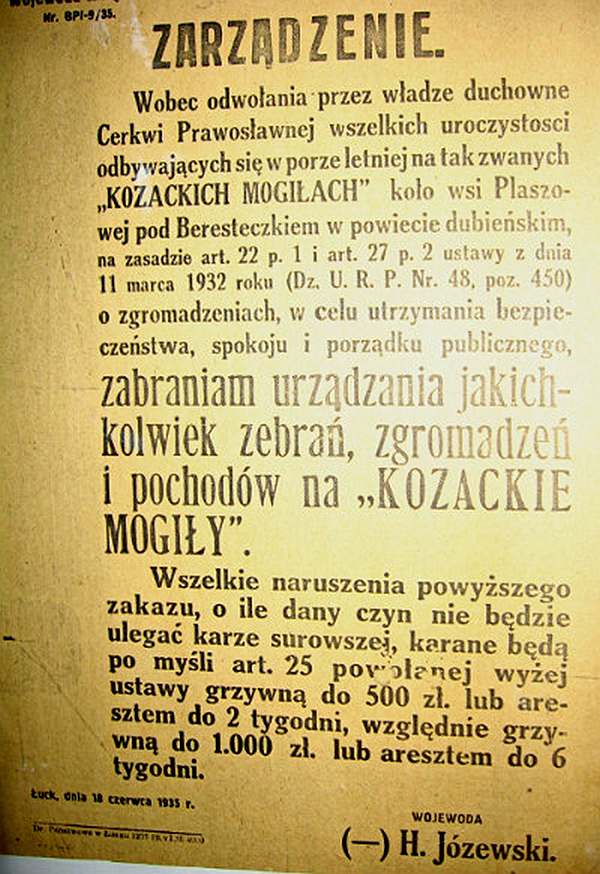 Nr. BPI-9/35.
ZARZĄDZENIE.
Wobec odwołania przez władze duchowne
Cerkwi Prawosławnej wszelkich uroczystosci
odbywających się w porze letniej na tak zwanych
„KOZACKICH MOGIŁACH” koło wsi Plaszo-
wej pod Beresteczkiem w powiecie dubieńskim,
na zasadzie art. 22 p. 1 i art. 27 p. 2 ustawy z dnia
11 marca 1932 roku (Dz. U. R. P. Nr. 48, poz. 450)
o zgromadzeniach, w celu utrzymania bezpie-
czeństwa, spokoju i porządku publicznego,
zabraniam urządzania jakich-
kolwiek zebrań, zgromadzeń
i pochodów na „KOZACKIE
MOGIŁY”.
Wszelkie naruszenia powyższego
zakazu, o ile dany czyn nie będzie
ulegać karze surowszej, karane będą
po myśli art. 25 powołanej wyżej
ustawy grzywną do 500 zł. lub are-
sztem do 2 tygodni, względnie grzy-
wną do 1.000 zł. lub aresztem do 6
tygodni.
Łuck, dnia 18 czerwca 1935 r.
WOJEWODA
(—) H. Józewski.